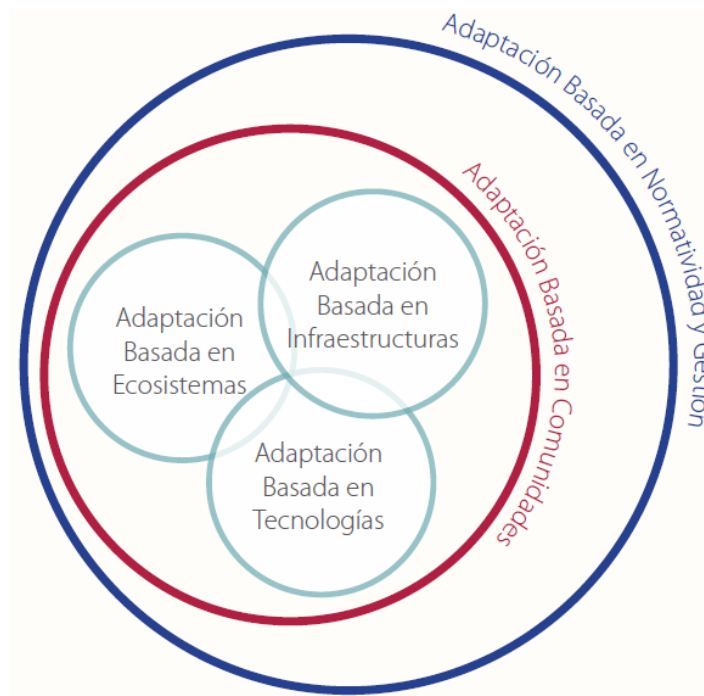 Adaptación Basada en Normatividad y Gestión
Adaptación Basada en Comunidades
Adaptación
Basada en
Infraestructuras
Adaptación
Basada en
Ecosistemas
Adaptación
Basada en
Tecnologías